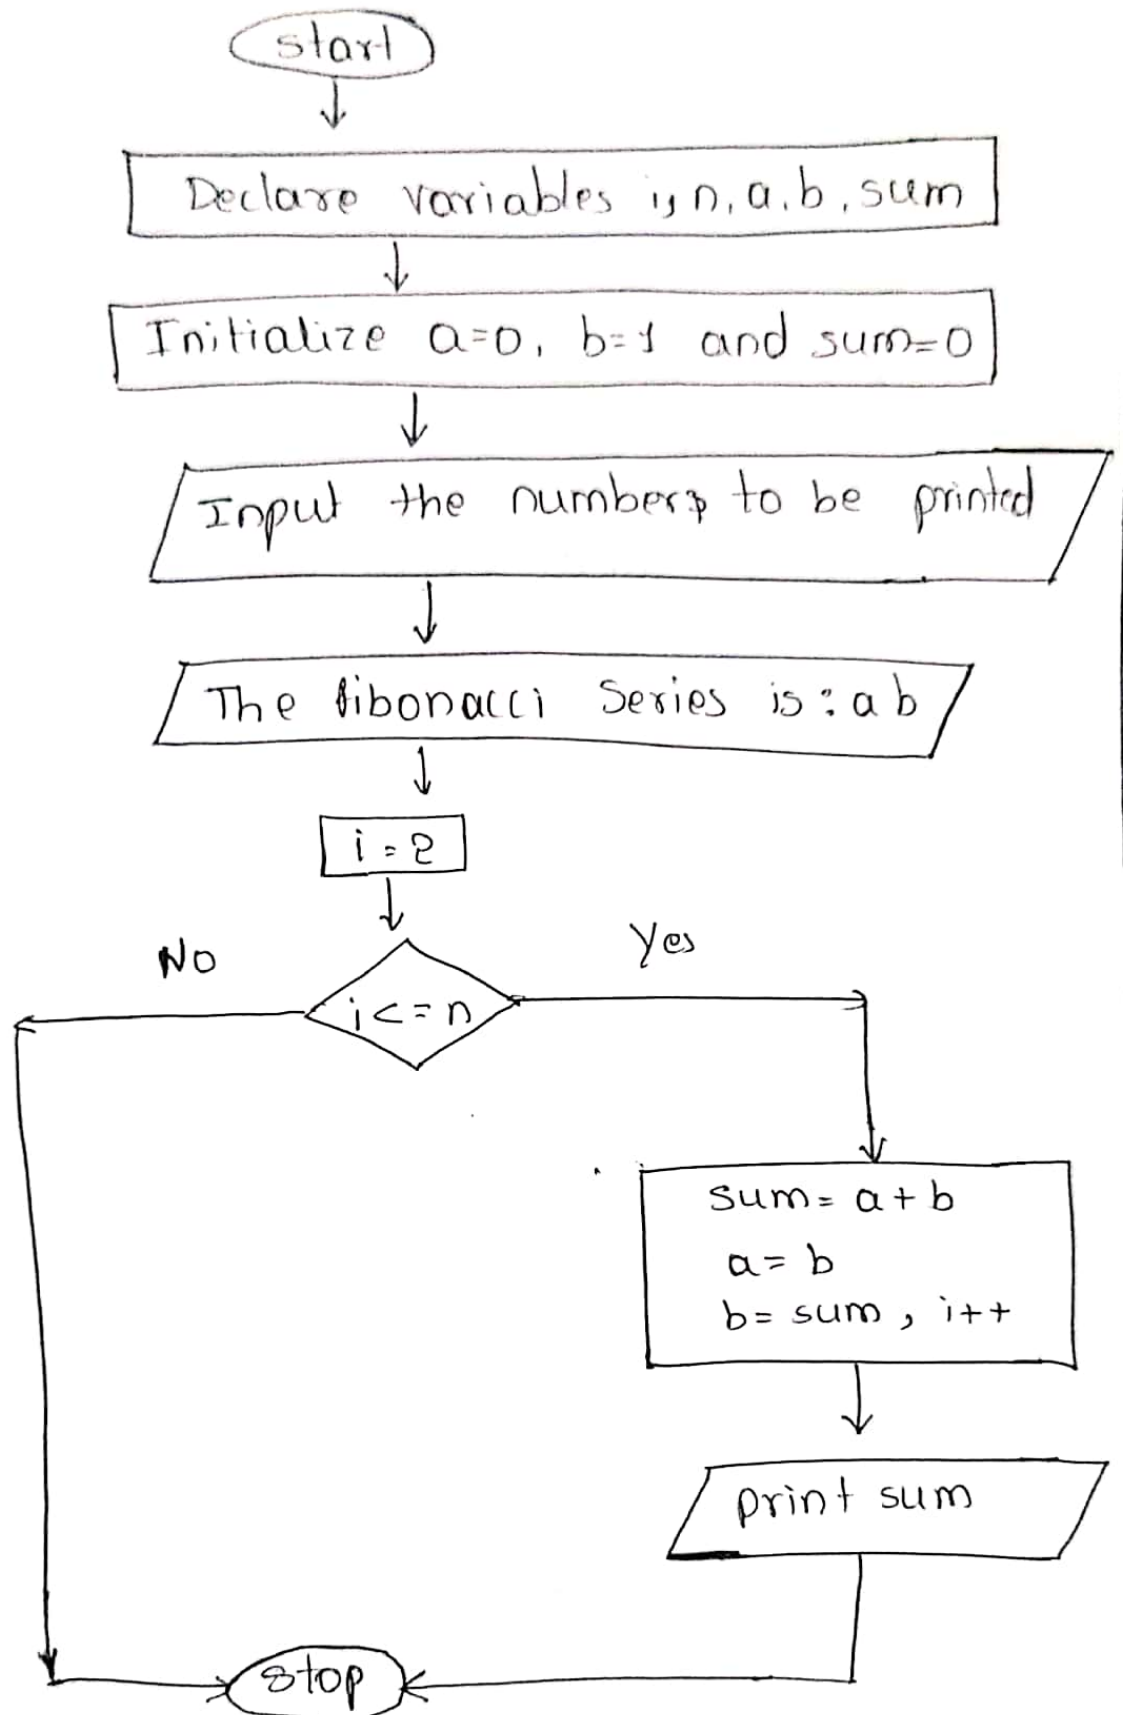 start
Declare variables i, n, a, b, sum
Initialize a=0, b=1 and sum=0
Input the numbers to be printed
The fibonacci Series is : a b
i = 2
No
Yes
i <= n
sum = a + b
a = b
b = sum , i++
print sum
stop